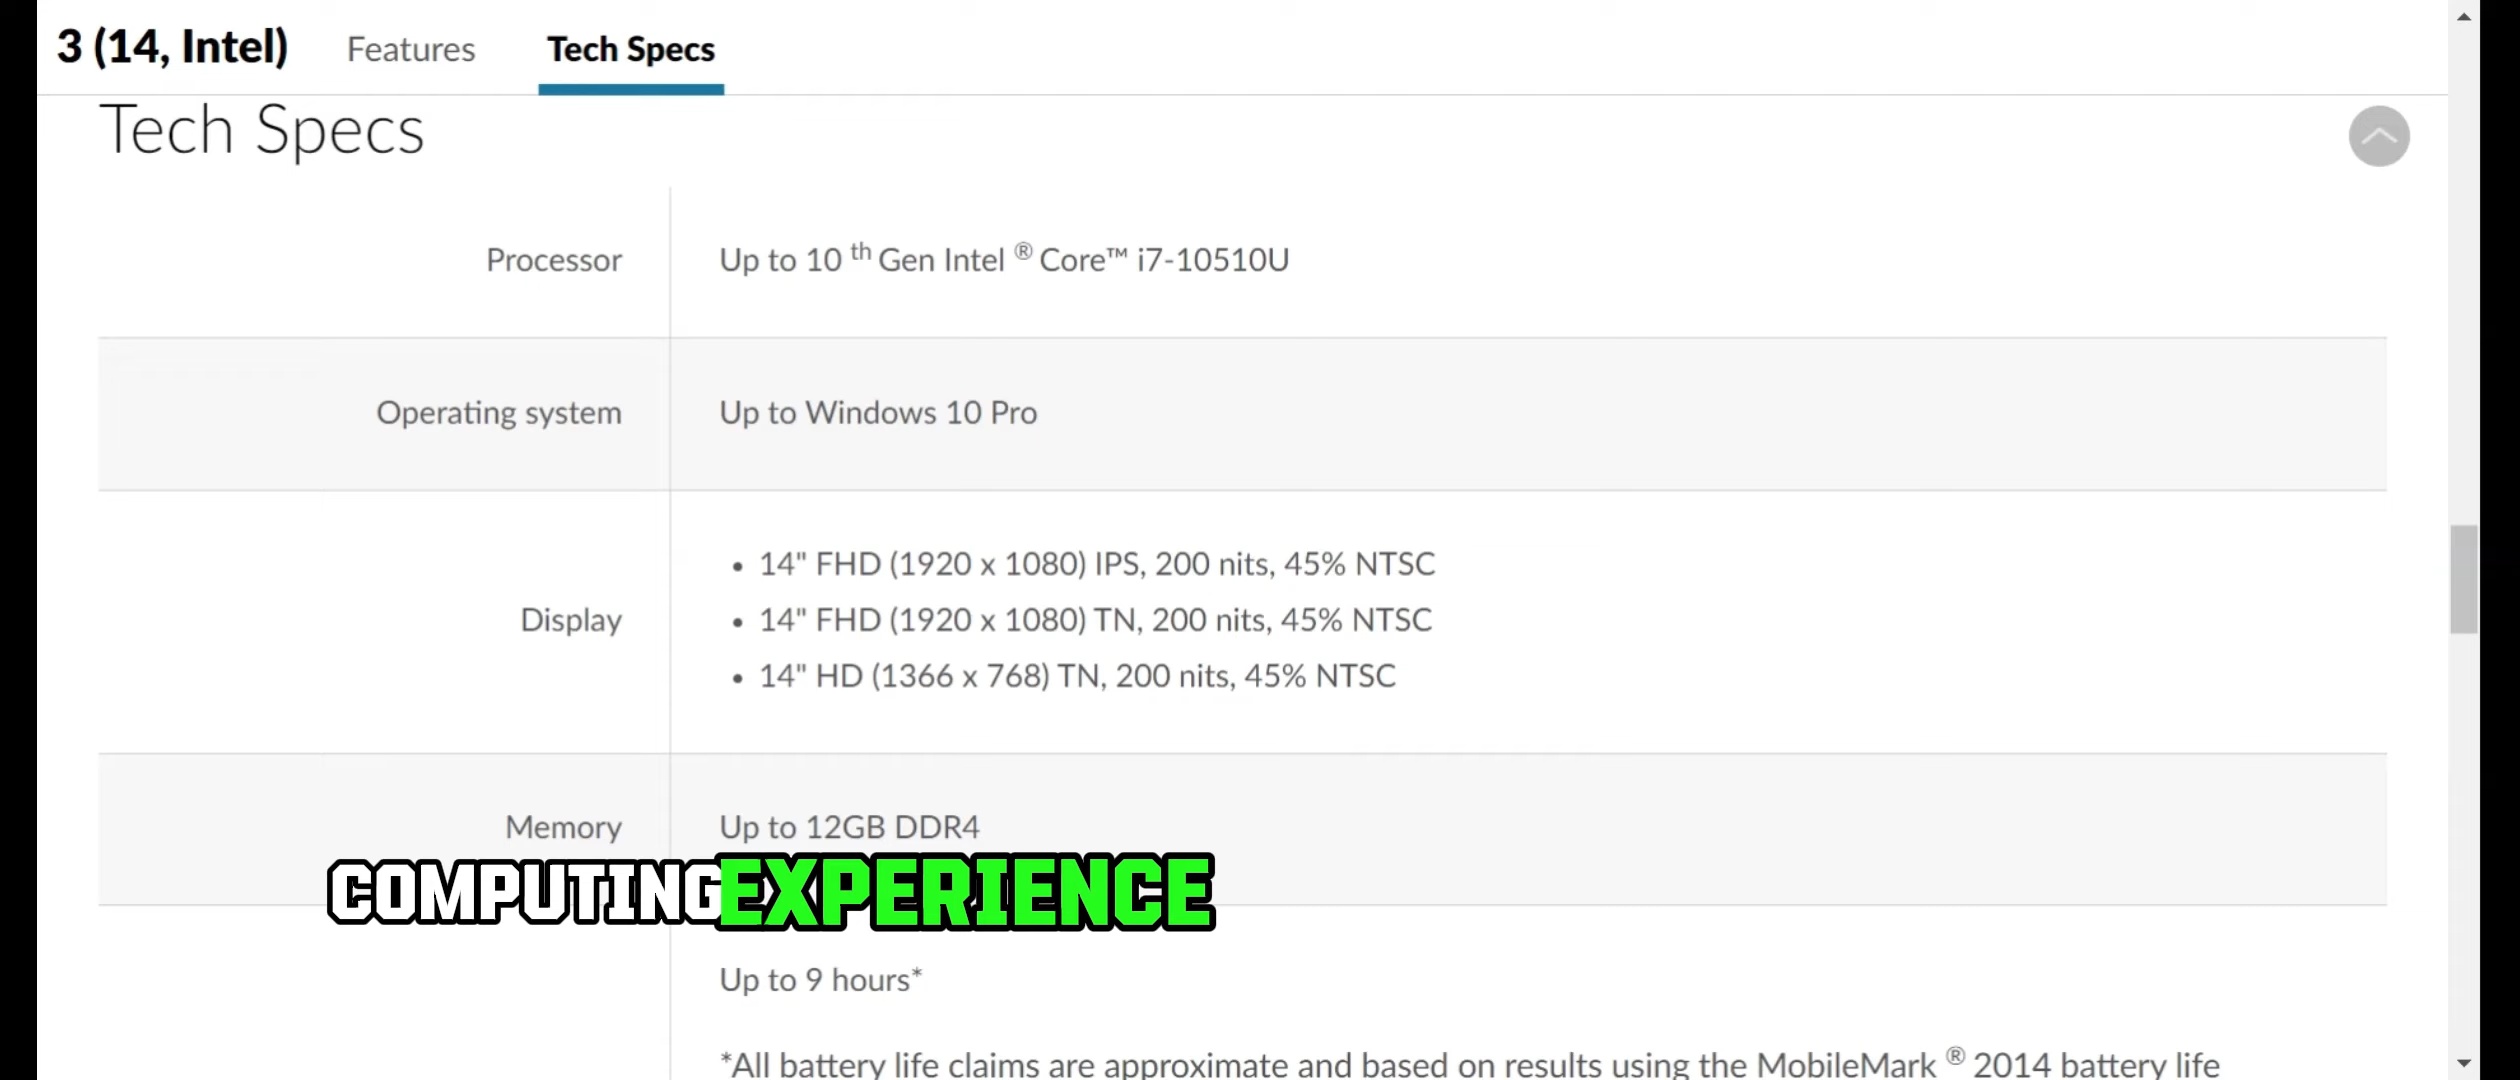 3 (14, Intel) Features Tech Specs
Tech Specs
Processor Up to 10 th Gen Intel ® Core™ i7-10510U
Operating system Up to Windows 10 Pro
Display
• 14" FHD (1920 x 1080) IPS, 200 nits, 45% NTSC
• 14" FHD (1920 x 1080) TN, 200 nits, 45% NTSC
• 14" HD (1366 x 768) TN, 200 nits, 45% NTSC
Memory Up to 12GB DDR4
COMPUTING EXPERIENCE
Up to 9 hours*
*All battery life claims are approximate and based on results using the MobileMark ® 2014 battery life